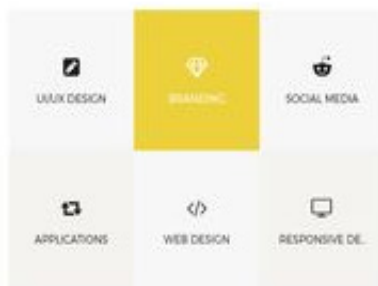 UI/UX DESIGN
BRANDING
SOCIAL MEDIA
APPLICATIONS
WEB DESIGN
RESPONSIVE DE..